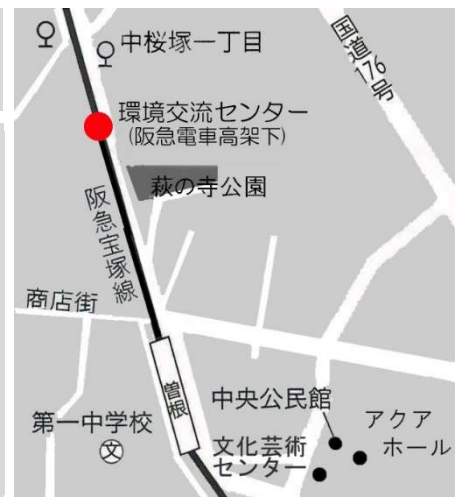 中桜塚一丁目
国道176号
環境交流センター
(阪急電車高架下)
萩の寺公園
阪急宝塚線
商店街
曽根
中央公民館
アクア
ホール
第一中学校
文
文化芸術
センター